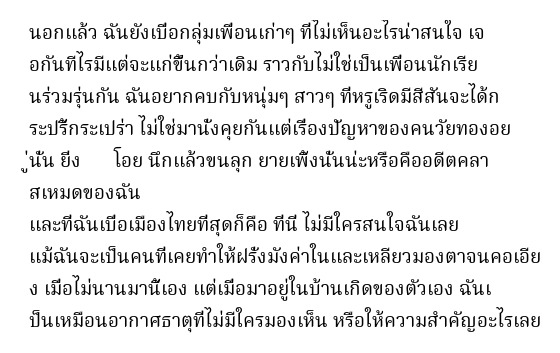 นอกแล้ว ฉันยังเบื่อกลุ่มเพื่อนเก่าๆ ที่ไม่เห็นอะไรน่าสนใจ เจ
อกันทีไรมีแต่จะแก่ขึ้นกว่าเดิม ราวกับไม่ใช่เป็นเพื่อนนักเรีย
นร่วมรุ่นกัน ฉันอยากคบกับหนุ่มๆ สาวๆ ที่หรูเริดมีสีสันจะได้ก
ระปรี้กระเปร่า ไม่ใช่มานั่งคุยกันแต่เรื่องปัญหาของคนวัยทองอย
ู่นั่น ยี้ง โอย นึกแล้วขนลุก ยายเพิ้งนั้นน่ะหรือคืออดีตคลา
สเหมดของฉัน
และที่ฉันเบื่อเมืองไทยที่สุดก็คือ ที่นี่ ไม่มีใครสนใจฉันเลย
แม้ฉันจะเป็นคนที่เคยทำให้ฝรั่งมังค่าในและเหลียวมองตาจนคอเอีย
ง เมื่อไม่นานมานี้เอง แต่เมื่อมาอยู่ในบ้านเกิดของตัวเอง ฉันเ
ป็นเหมือนอากาศธาตุที่ไม่มีใครมองเห็น หรือให้ความสำคัญอะไรเลย